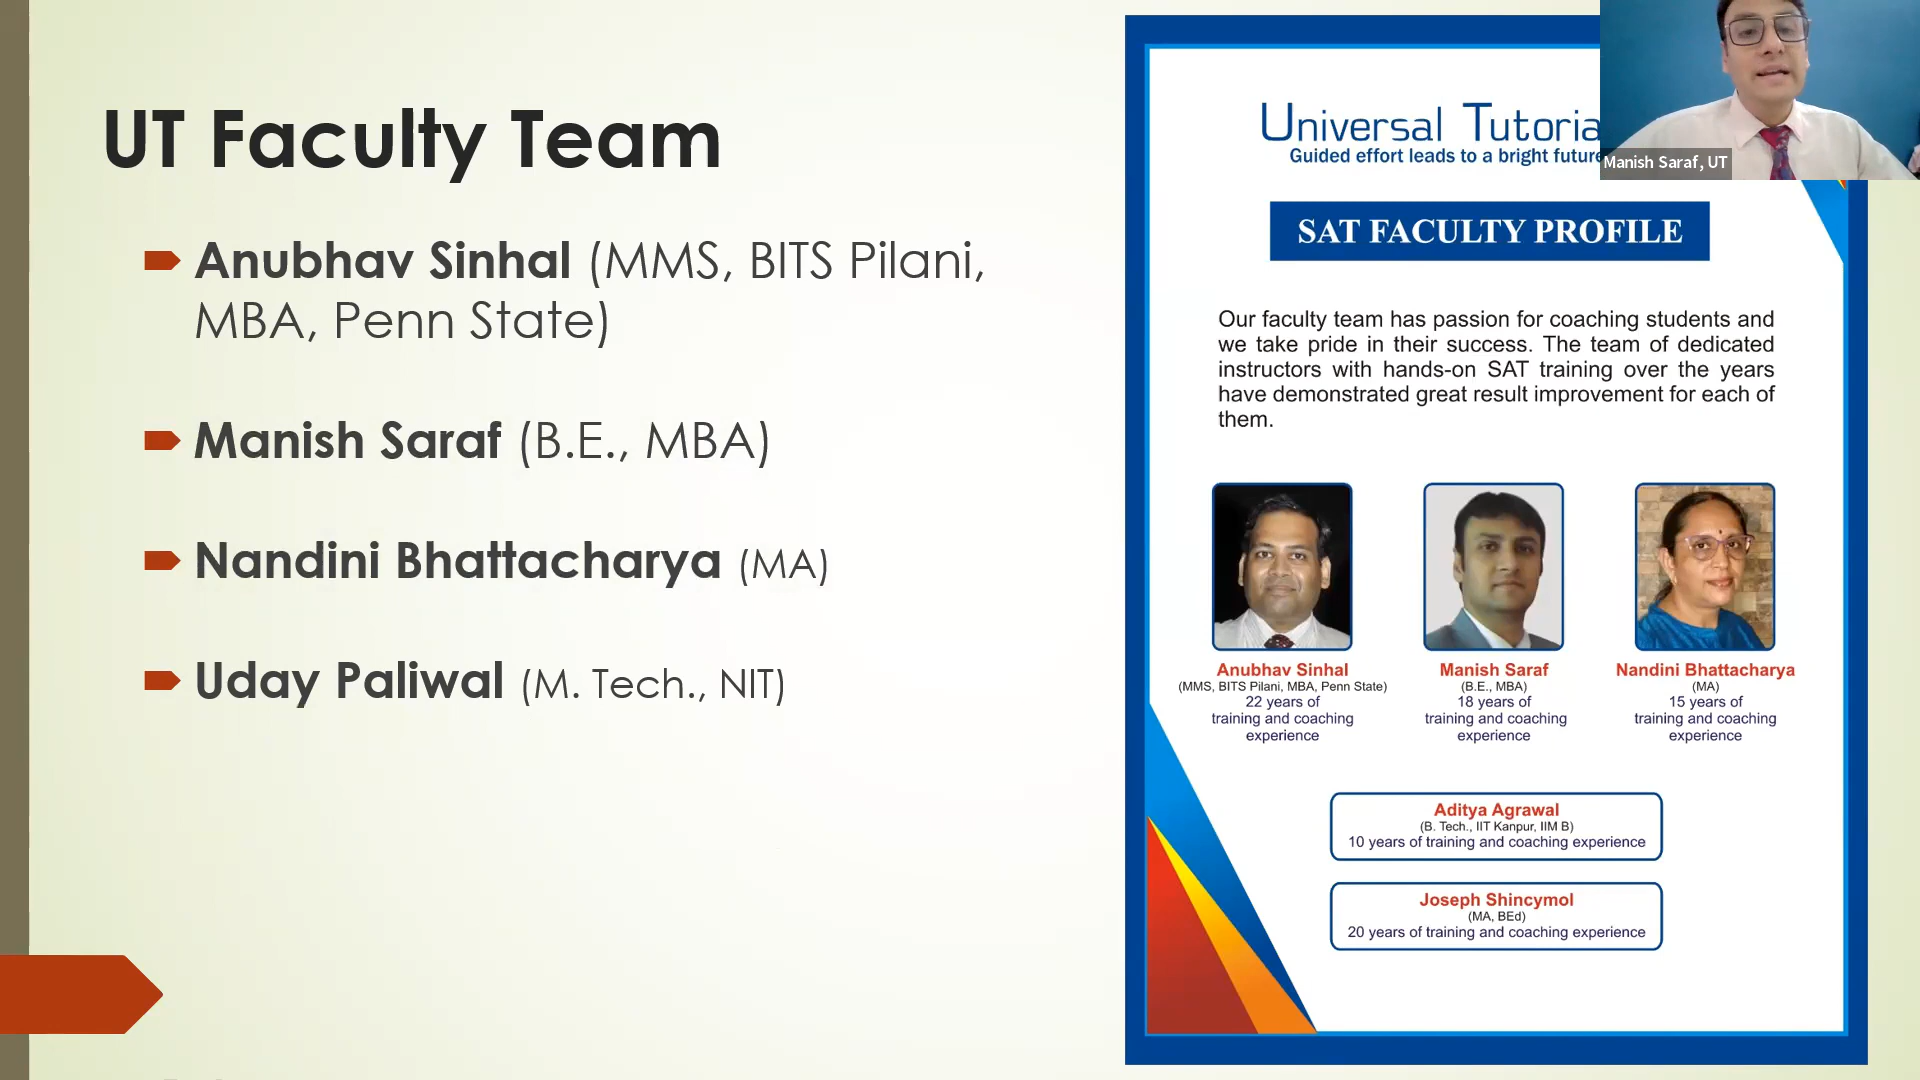 UT Faculty Team
Anubhav Sinhal (MMS, BITS Pilani,
MBA, Penn State)
Manish Saraf (B.E., MBA)
Nandini Bhattacharya (MA)
Uday Paliwal (M. Tech., NIT)
Universal Tutoria
Guided effort leads to a bright future
Manish Saraf, UT
SAT FACULTY PROFILE
Our faculty team has passion for coaching students and
we take pride in their success. The team of dedicated
instructors with hands-on SAT training over the years
have demonstrated great result improvement for each of
them.
Anubhav Sinhal
(MMS, BITS Pilani, MBA, Penn State)
22 years of
training and coaching
experience
Manish Saraf
(B.E., MBA)
18 years of
training and coaching
experience
Nandini Bhattacharya
(MA)
15 years of
training and coaching
experience
Aditya Agrawal
(B. Tech., IIT Kanpur, IIM B)
10 years of training and coaching experience
Joseph Shincymol
(MA, BEd)
20 years of training and coaching experience